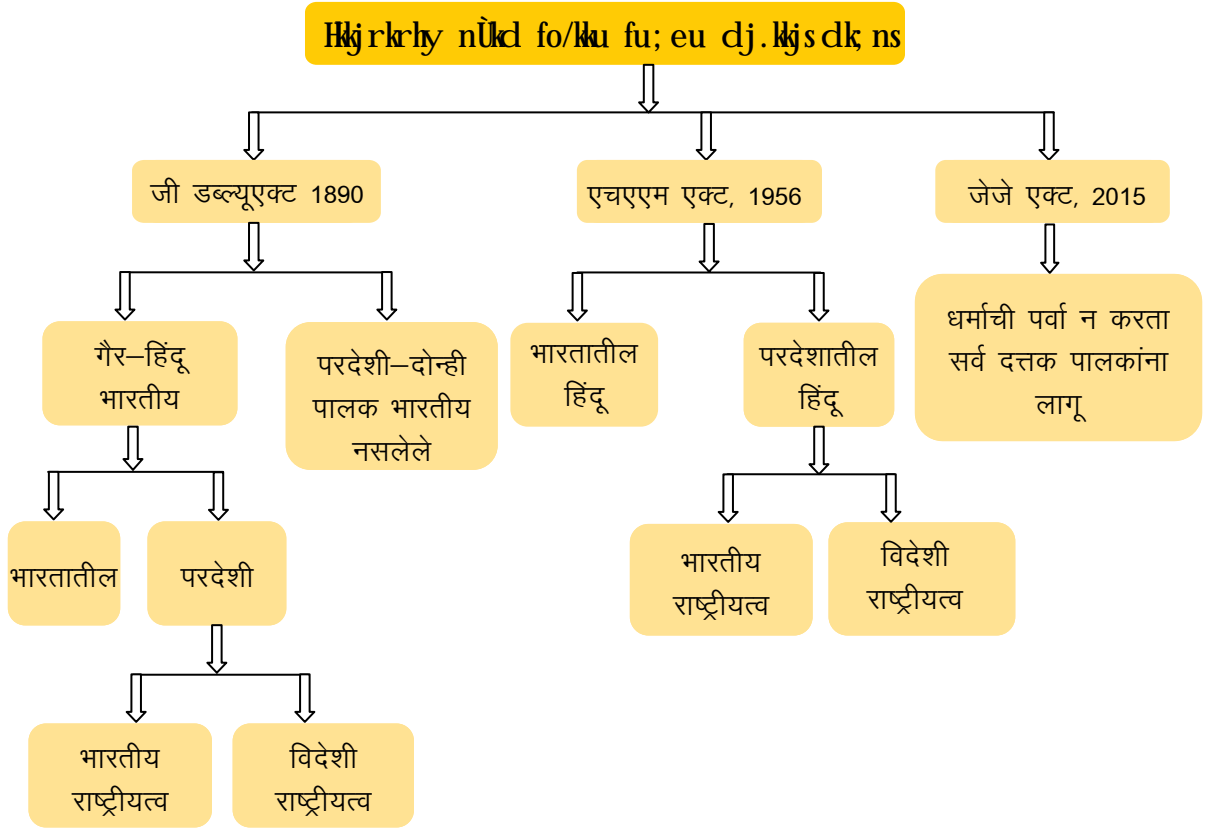 Hkkjrkrhy nÙkd fo/kku fu;eu dj.kkjs dk;ns
जी डब्ल्यूएक्ट 1890
एचएएम एक्ट, 1956
जेजे एक्ट, 2015
गैर–हिंदू
भारतीय
परदेशी–दोन्ही
पालक भारतीय
नसलेले
भारतातील
हिंदू
परदेशातील
हिंदू
धर्माची पर्वा न करता
सर्व दत्तक पालकांना
लागू
भारतातील
परदेशी
भारतीय
राष्ट्रीयत्व
विदेशी
राष्ट्रीयत्व
भारतीय
राष्ट्रीयत्व
विदेशी
राष्ट्रीयत्व